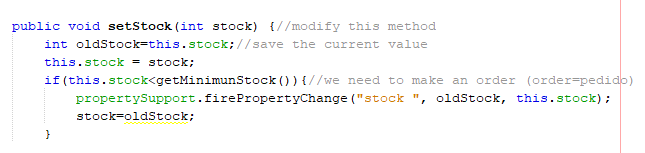 public void setStock(int stock) {//modify this method
int oldStock=this.stock;//save the current value
this.stock = stock;
if(this.stock<getMinimunStock()){//we need to make an order (order=pedido)
propertySupport.firePropertyChange("stock ", oldStock, this.stock);
stock=oldStock;
}